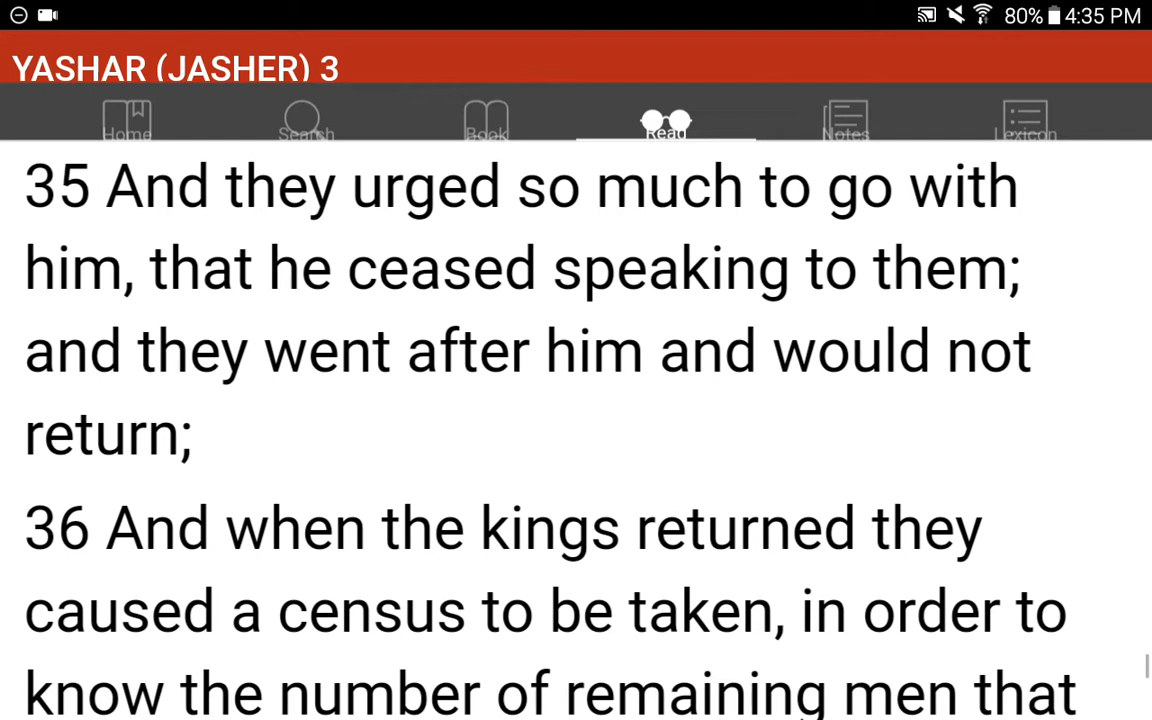 80% 4:35 PM
YASHAR (JASHER) 3
Home Search Book Read Notes Lexicon
35 And they urged so much to go with
him, that he ceased speaking to them;
and they went after him and would not
return;
36 And when the kings returned they
caused a census to be taken, in order to
know the number of remaining men that